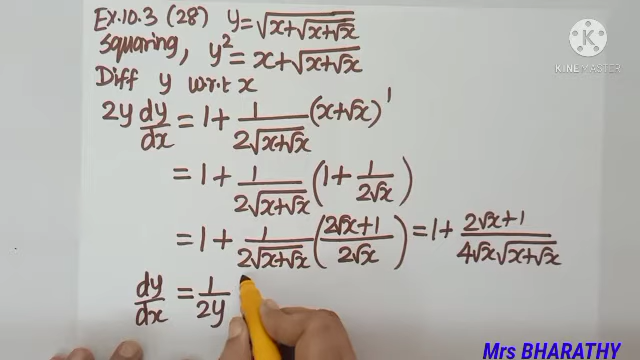 Ex.10.3 (28) y = √(x+√(x+√x))
Squaring, y² = x+√(x+√x)
Diff y w.r.t x
2y dy/dx = 1 + 1/(2√(x+√x)) (x+√x)'
= 1 + 1/(2√(x+√x)) (1 + 1/(2√x))
= 1 + 1/(2√(x+√x)) ((2√x+1)/(2√x)) = 1 + (2√x+1)/(4√x√(x+√x))
dy/dx = 1/2y
K
KINEMASTER
Mrs BHARATHY